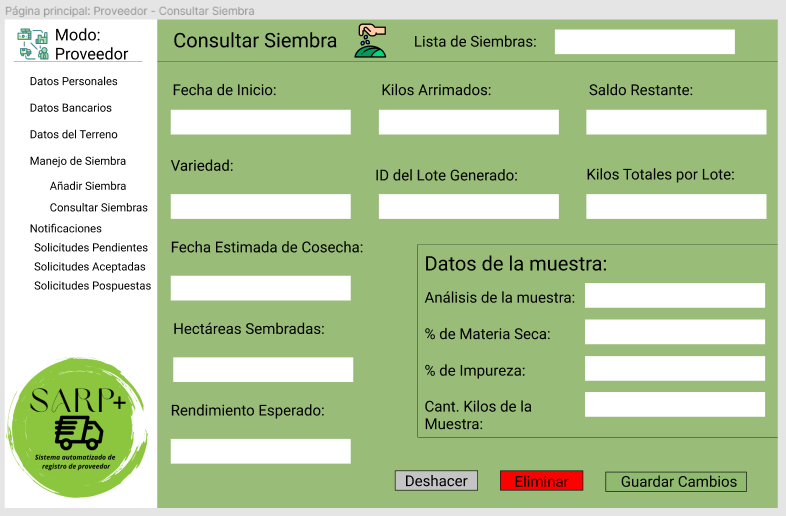 Página principal: Proveedor - Consultar Siembra
Modo:
Proveedor
Datos Personales
Datos Bancarios
Datos del Terreno
Manejo de Siembra
Añadir Siembra
Consultar Siembras
Notificaciones
Solicitudes Pendientes
Solicitudes Aceptadas
Solicitudes Pospuestas
SARP+
Sistema automatizado de
registro de proveedor
Consultar Siembra
Lista de Siembras:
Fecha de Inicio:
Kilos Arrimados:
Saldo Restante:
Variedad:
ID del Lote Generado:
Kilos Totales por Lote:
Fecha Estimada de Cosecha:
Hectáreas Sembradas:
Rendimiento Esperado:
Datos de la muestra:
Análisis de la muestra:
% de Materia Seca:
% de Impureza:
Cant. Kilos de la
Muestra:
Deshacer
Eliminar
Guardar Cambios